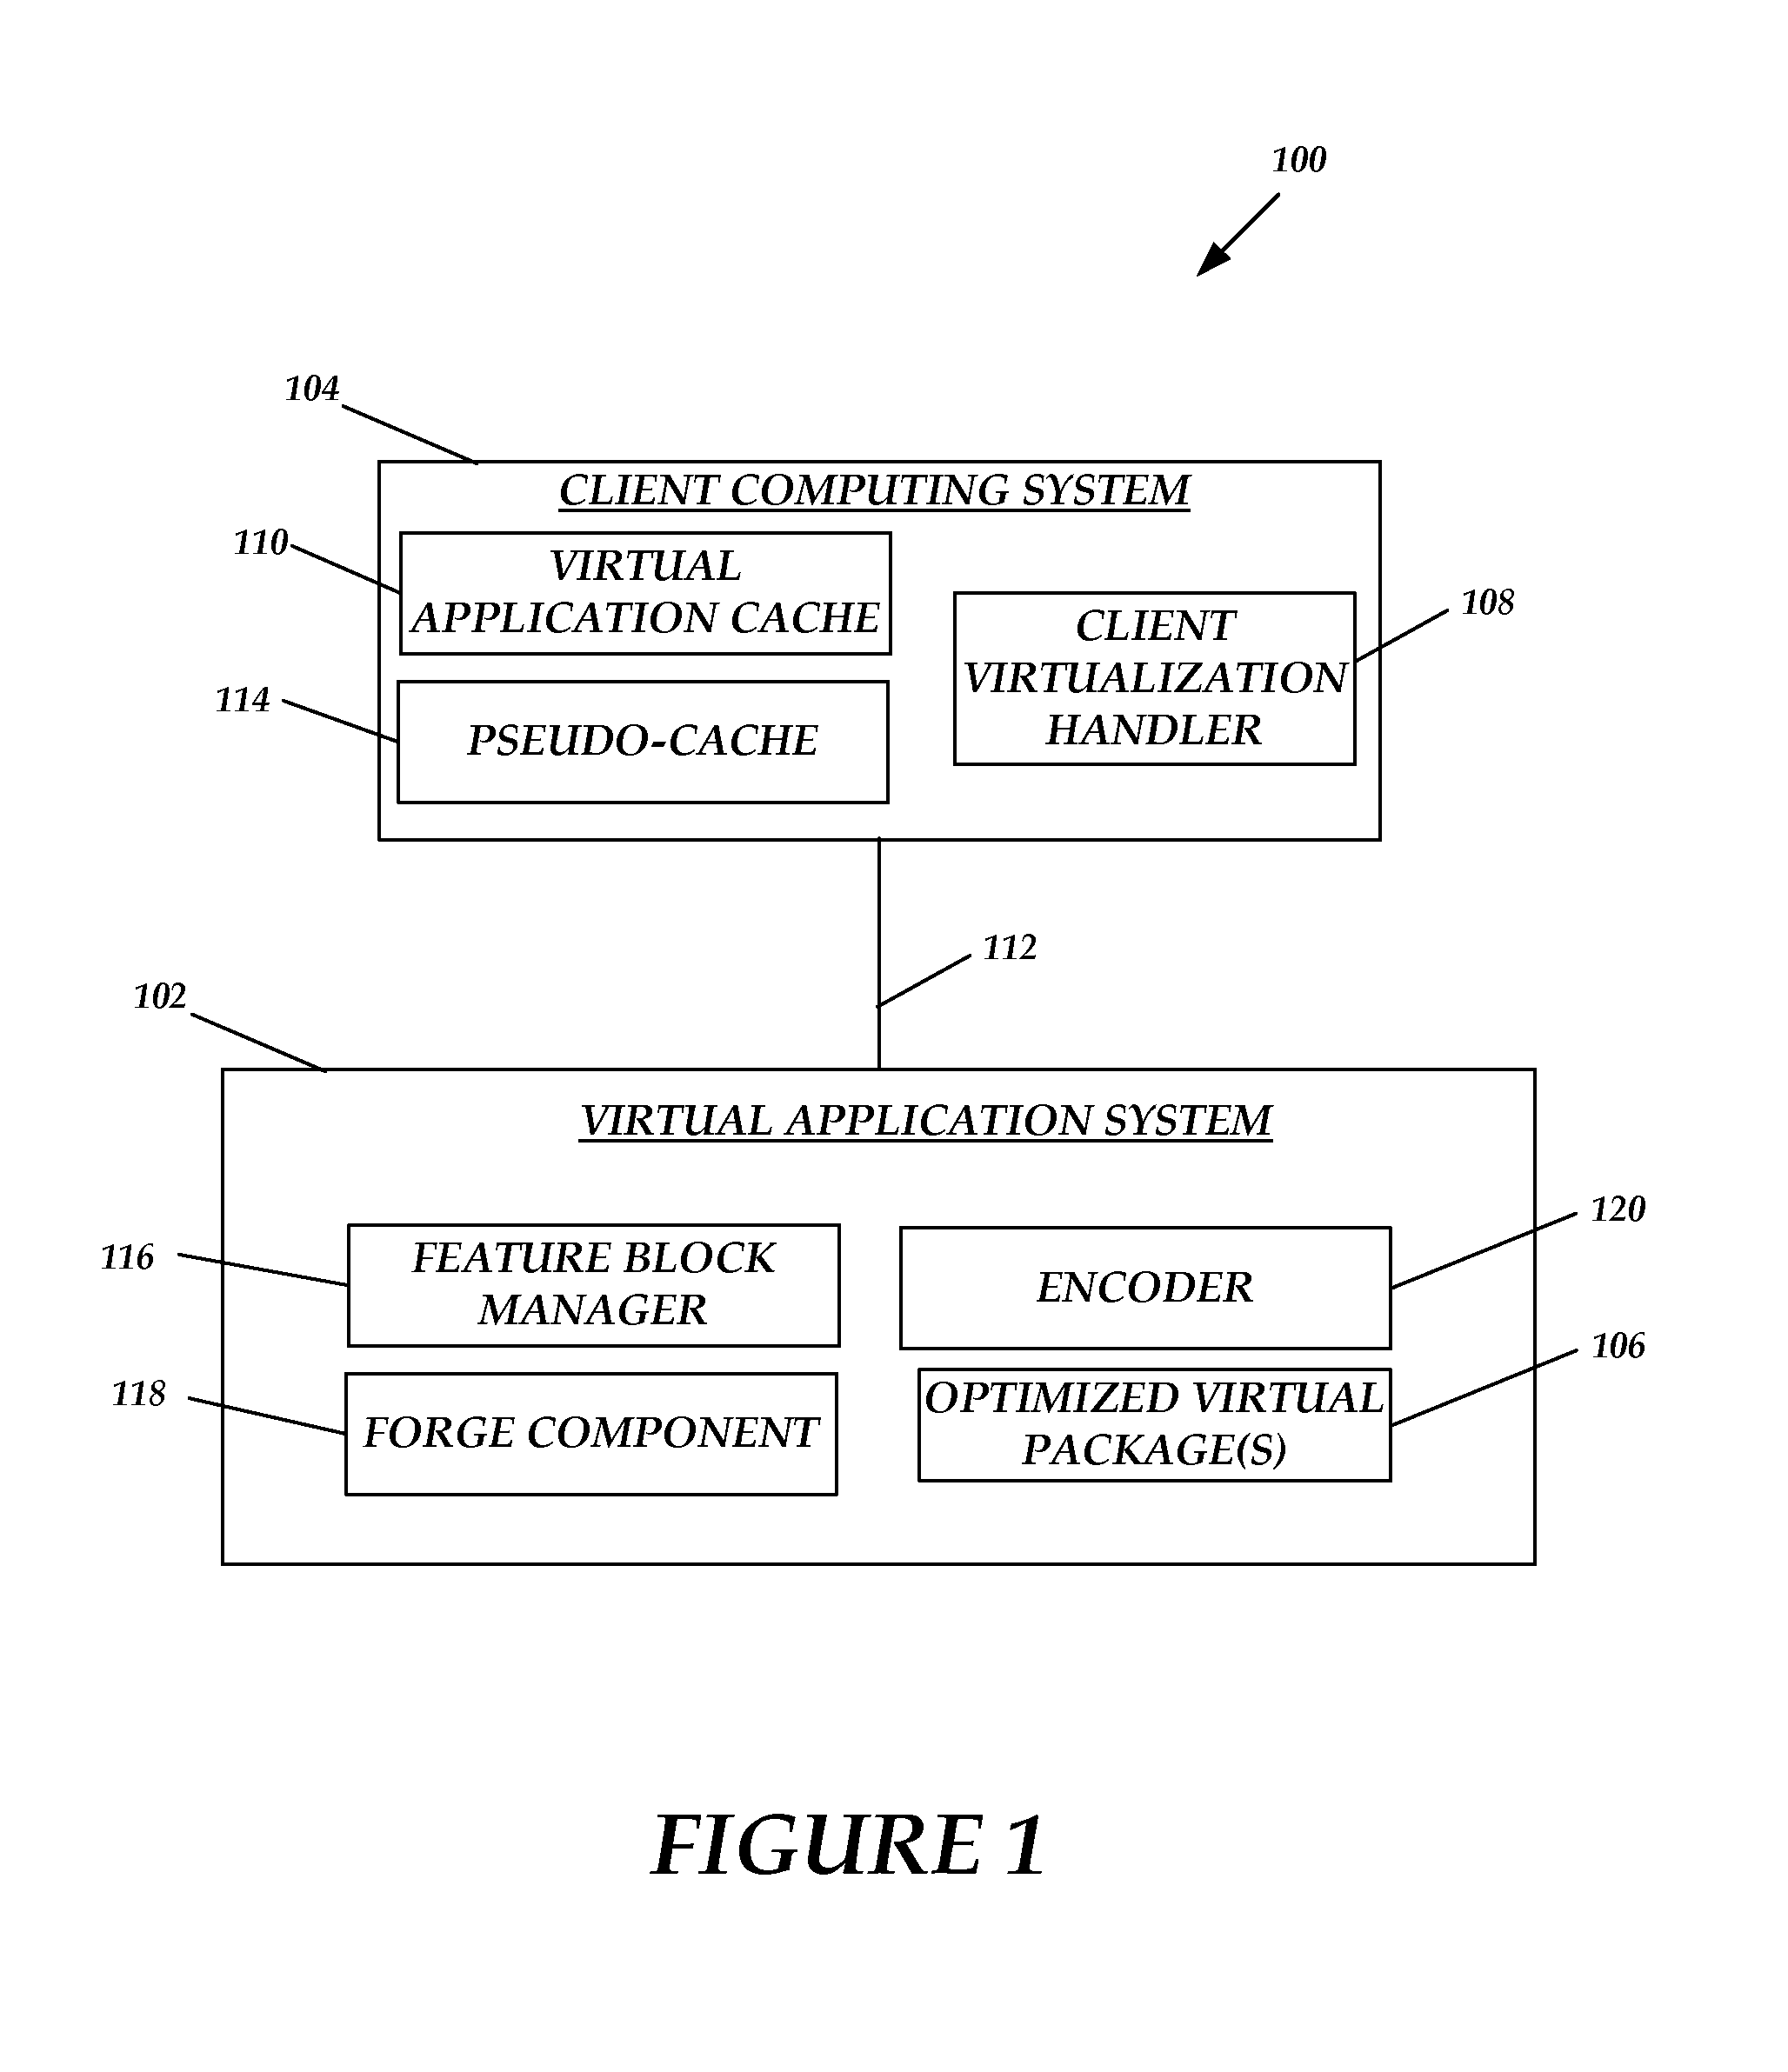 100
104
CLIENT COMPUTING SYSTEM
110
VIRTUAL
APPLICATION CACHE
CLIENT
VIRTUALIZATION
HANDLER
108
114
PSEUDO-CACHE
112
102
VIRTUAL APPLICATION SYSTEM
116
FEATURE BLOCK
MANAGER
ENCODER
120
118
FORGE COMPONENT
OPTIMIZED VIRTUAL
PACKAGE(S)
106
FIGURE 1